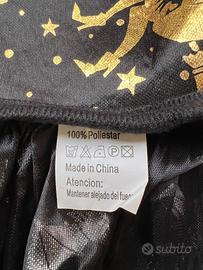 100% Poliestar
Made in China
Atencion:
Mantener alejado del fuego
subito